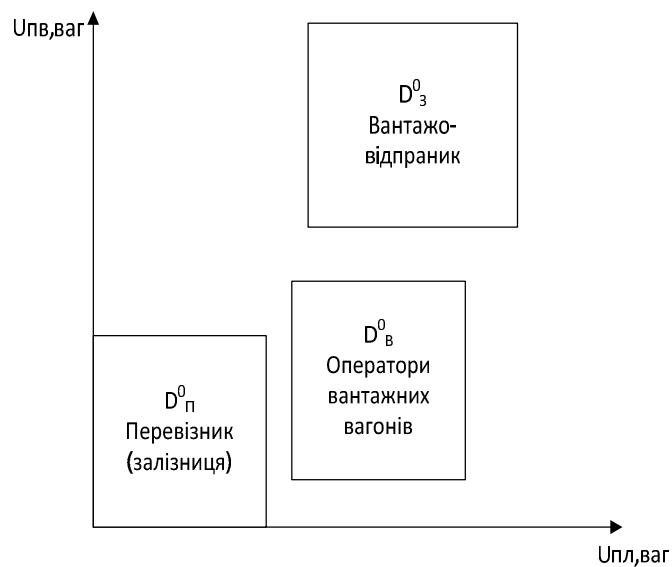 Uпв,ваг
D⁰з
Вантажо-
відпраник
D⁰в
Оператори
вантажних
вагонів
D⁰п
Перевізник
(залізниця)
Uпл,ваг